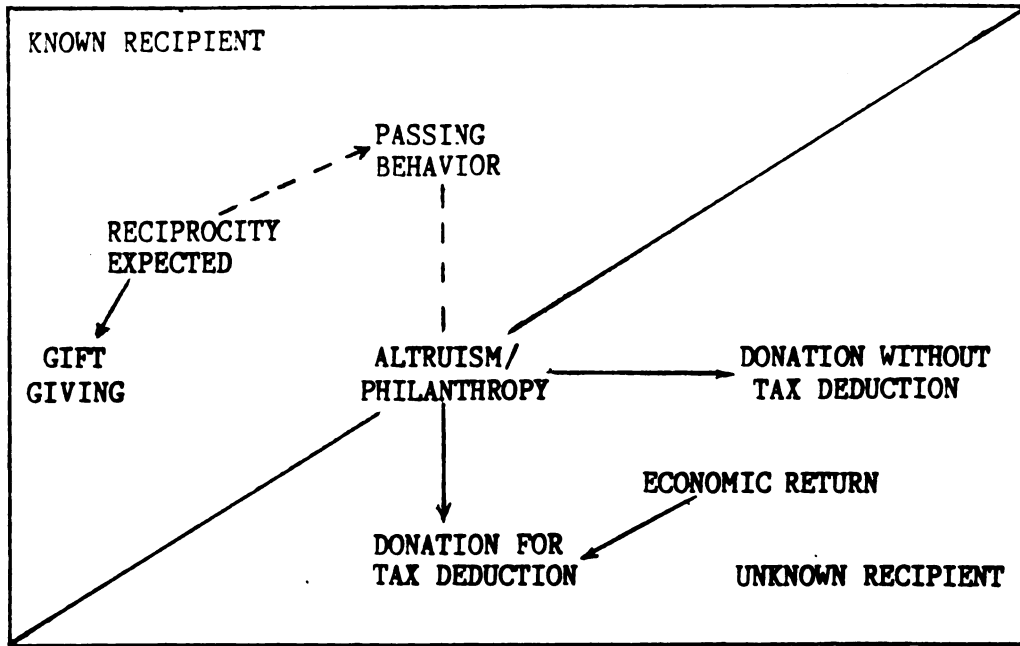 KNOWN RECIPIENT
PASSING
BEHAVIOR
RECIPROCITY
EXPECTED
GIFT
GIVING
ALTRUISM/
PHILANTHROPY
DONATION WITHOUT
TAX DEDUCTION
ECONOMIC RETURN
DONATION FOR
TAX DEDUCTION
UNKNOWN RECIPIENT